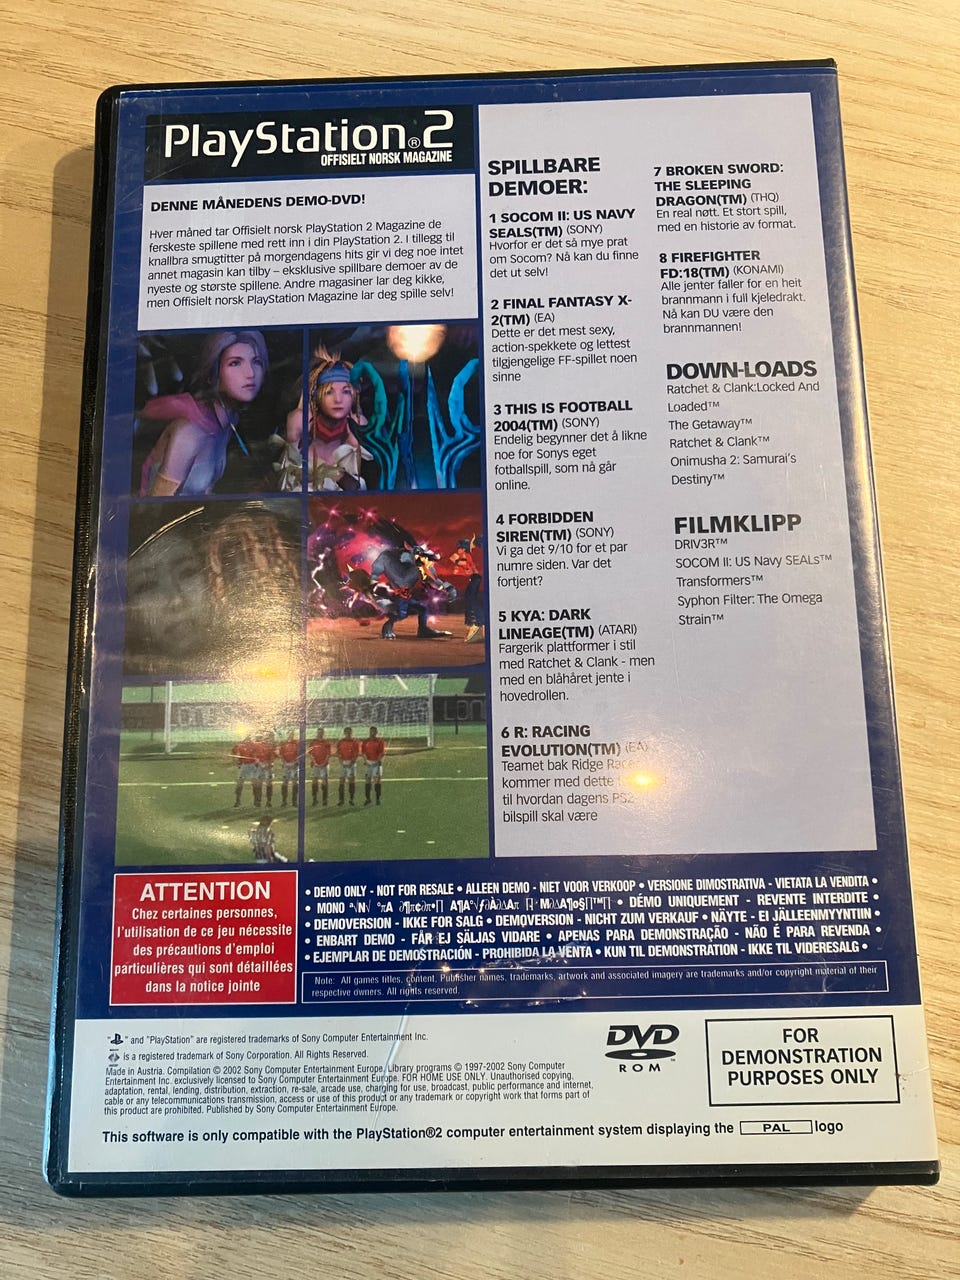 PlayStation®2
OFFISIELT NORSK MAGAZINE
DENNE MÅNEDENS DEMO-DVD!
Hver måned tar Offisielt norsk PlayStation 2 Magazine de
ferskeste spillene med rett inn i din PlayStation 2. I tillegg til
knallbra smugtitter på morgendagens hits gir vi deg noe intet
annet magasin kan tilby – eksklusive spillbare demoer av de
nyeste og største spillene. Andre magasiner lar deg kikke,
men Offisielt norsk PlayStation Magazine lar deg spille selv!
SPILLBARE
DEMOER:
1 SOCOM II: US NAVY
SEALS(TM) (SONY)
Hvorfor er det så mye prat
om Socom? Nå kan du finne
det ut selv!
2 FINAL FANTASY X-
2(TM) (EA)
Dette er det mest sexy,
action-spekkete og lettest
tilgjengelige FF-spillet noen
sinne
3 THIS IS FOOTBALL
2004(TM) (SONY)
Endelig begynner det å likne
noe for Sonys eget
fotballspill, som nå går
online.
4 FORBIDDEN
SIREN(TM) (SONY)
Vi ga det 9/10 for et par
numre siden. Var det
fortjent?
5 KYA: DARK
LINEAGE(TM) (ATARI)
Fargerik plattformer i stil
med Ratchet & Clank - men
med en blåhåret jente i
hovedrollen.
6 R: RACING
EVOLUTION(TM) (EA)
Teamet bak Ridge Racer
kommer med dette
til hvordan dagens PS2
bilspill skal være
7 BROKEN SWORD:
THE SLEEPING
DRAGON(TM) (THQ)
En real nøtt. Et stort spill,
med en historie av format.
8 FIREFIGHTER
FD:18(TM) (KONAMI)
Alle jenter faller for en heit
brannmann i full kjeledrakt.
Nå kan DU være den
brannmannen!
DOWN-LOADS
Ratchet & Clank:Locked And
Loaded™
The Getaway™
Ratchet & Clank™
Onimusha 2: Samurai's
Destiny™
FILMKLIPP
DRIV3R™
SOCOM II: US Navy SEALs™
Transformers™
Syphon Filter: The Omega
Strain™
ATTENTION
Chez certaines personnes,
l'utilisation de ce jeu nécessite
des précautions d'emploi
particulières qui sont détaillées
dans la notice jointe
• DEMO ONLY - NOT FOR RESALE • ALLEEN DEMO - NIET VOOR VERKOOP • VERSIONE DIMOSTRATIVA - VIETATA LA VENDITA •
• MONO • DÉMO UNIQUEMENT - REVENTE INTERDITE •
• DEMOVERSION - IKKE FOR SALG • DEMOVERSION - NICHT ZUM VERKAUF • NÄYTE - EI JÄLLEENMYYNTIIN •
• ENBART DEMO - FÅR EJ SÄLJAS VIDARE • APENAS PARA DEMONSTRAÇÃO - NÃO É PARA REVENDA •
• EJEMPLAR DE DEMOSTRACIÓN - PROHIBIDA LA VENTA • KUN TIL DEMONSTRATION - IKKE TIL VIDERESALG •
Note: All games titles, content, Publisher names, trademarks, artwork and associated imagery are trademarks and/or copyright material of their
respective owners. All rights reserved.
" " and "PlayStation" are registered trademarks of Sony Computer Entertainment Inc.
is a registered trademark of Sony Corporation. All Rights Reserved.
Made in Austria. Compilation © 2002 Sony Computer Entertainment Europe. Library programs © 1997-2002 Sony Computer
Entertainment Inc. exclusively licensed to Sony Computer Entertainment Europe. FOR HOME USE ONLY. Unauthorised copying,
adaptation, rental, lending, distribution, extraction, re-sale, arcade use, charging for use, broadcast, public performance and internet,
cable or any telecommunications transmission, access or use of this product or any trademark or copyright work that forms part of
this product are prohibited. Published by Sony Computer Entertainment Europe.
DVD
ROM
FOR
DEMONSTRATION
PURPOSES ONLY
This software is only compatible with the PlayStation®2 computer entertainment system displaying the PAL logo